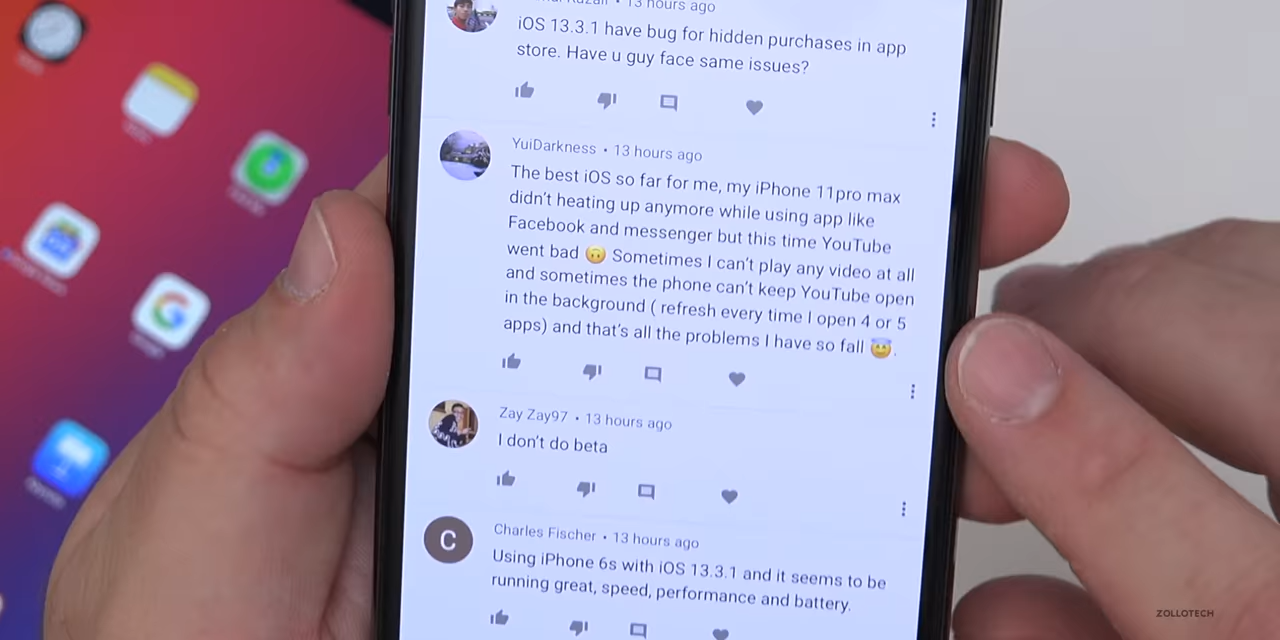 13 hours ago
iOS 13.3.1 have bug for hidden purchases in app
store. Have u guy face same issues?
YuiDarkness • 13 hours ago
The best iOS so far for me, my iPhone 11pro max
didn't heating up anymore while using app like
Facebook and messenger but this time YouTube
went bad 🙃 Sometimes I can't play any video at all
and sometimes the phone can't keep YouTube open
in the background ( refresh every time I open 4 or 5
apps) and that's all the problems I have so fall 😇.
Zay Zay97 • 13 hours ago
I don't do beta
C
Charles Fischer • 13 hours ago
Using iPhone 6s with iOS 13.3.1 and it seems to be
running great, speed, performance and battery.
ZOLLOTECH